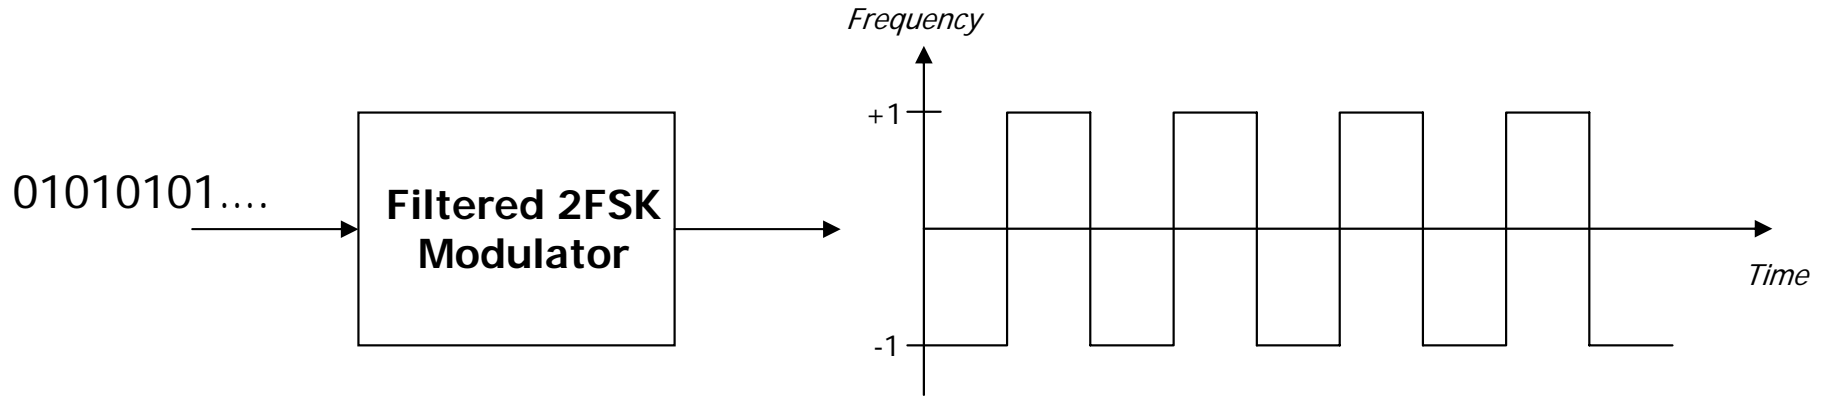 Frequency
+1
01010101....
Filtered 2FSK
Modulator
Time
-1